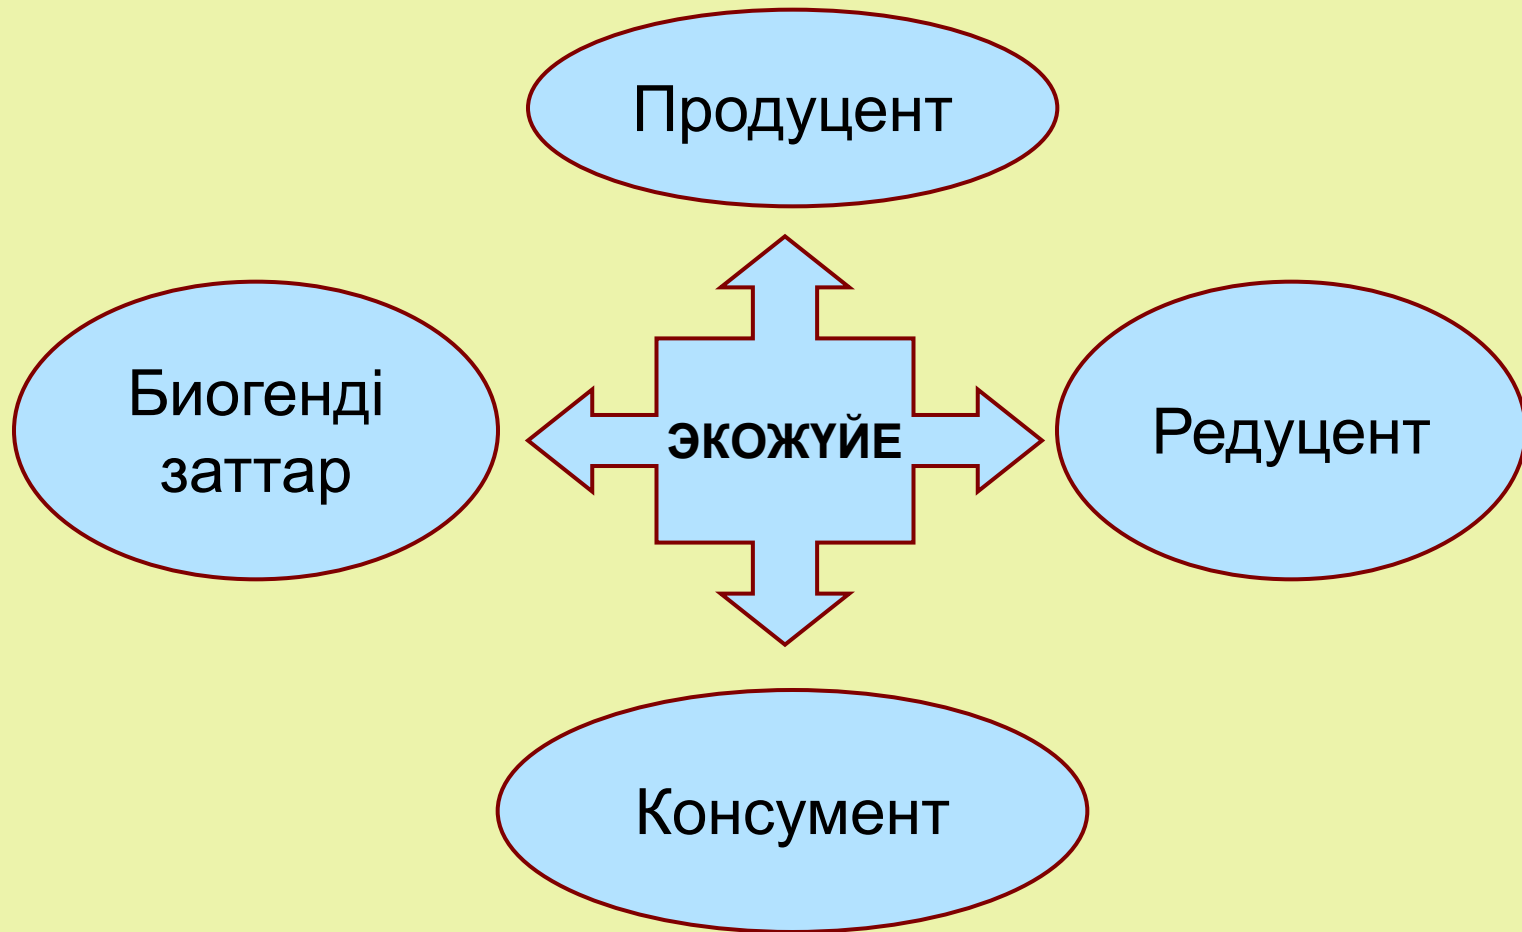 Продуцент
Биогенді
заттар
ЭКОЖҮЙЕ
Редуцент
Консумент